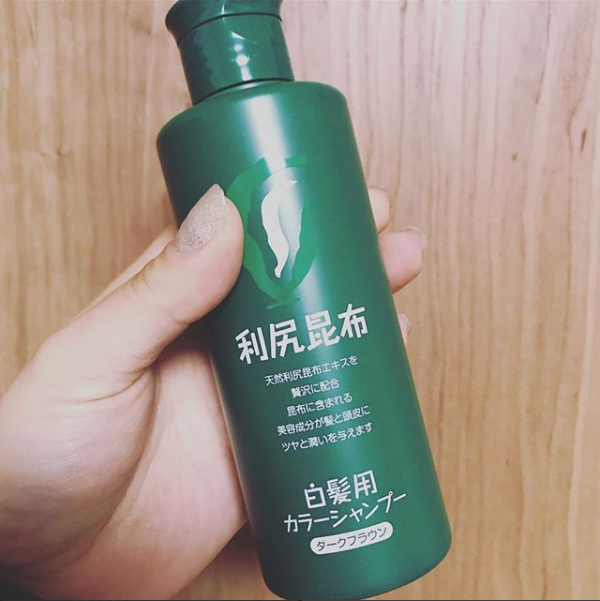 利尻昆布
天然利尻昆布エキスを
贅沢に配合
昆布に含まれる
美容成分が髪と頭皮に
ツヤと潤いを与えます
白髪用
カラーシャンプー
ダークブラウン